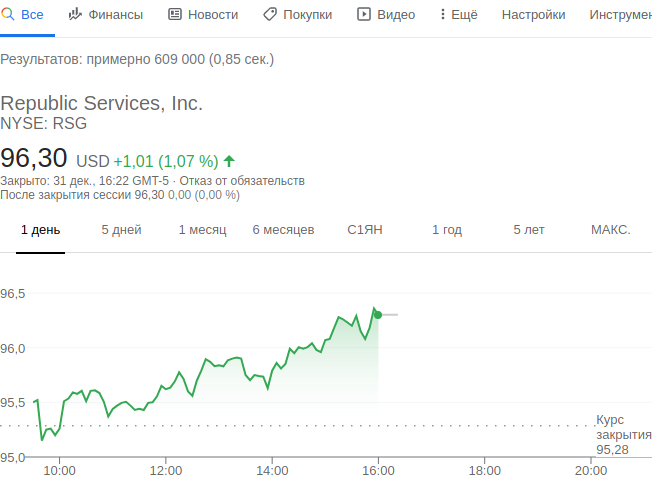 Все Финансы Новости Покупки Видео Ещё Настройки Инструмен
Результатов: примерно 609 000 (0,85 сек.)
Republic Services, Inc.
NYSE: RSG
96,30 USD +1,01 (1,07 %)
Закрыто: 31 дек., 16:22 GMT-5 · Отказ от обязательств
После закрытия сессии 96,30 0,00 (0,00 %)
1 день 5 дней 1 месяц 6 месяцев С1ЯН 1 год 5 лет МАКС.
96,5
96,0
95,5
Курс
закрытия
95,28
95,0
10:00 12:00 14:00 16:00 18:00 20:00